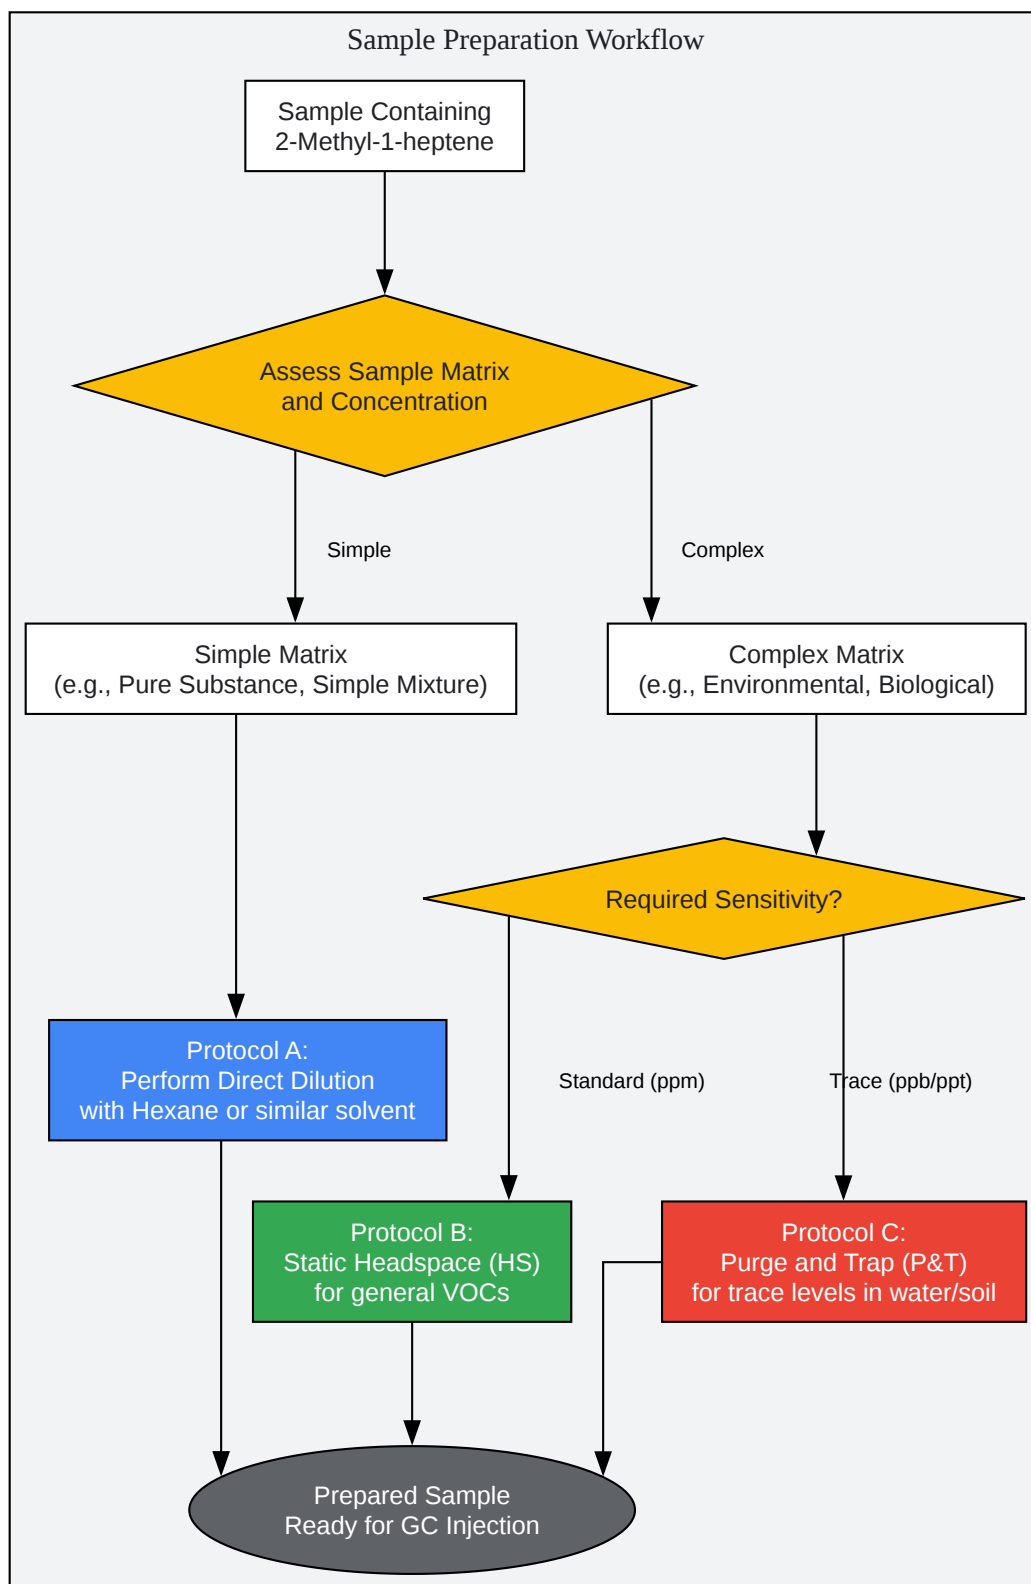 Sample Preparation Workflow
Sample Containing
2-Methyl-1-heptene
Assess Sample Matrix
and Concentration
Simple
Complex
Simple Matrix
(e.g., Pure Substance, Simple Mixture)
Complex Matrix
(e.g., Environmental, Biological)
Required Sensitivity?
Protocol A:
Perform Direct Dilution
with Hexane or similar solvent
Standard (ppm)
Trace (ppb/ppt)
Protocol B:
Static Headspace (HS)
for general VOCs
Protocol C:
Purge and Trap (P&T)
for trace levels in water/soil
Prepared Sample
Ready for GC Injection